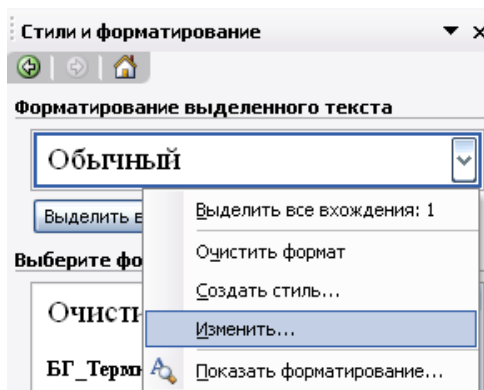 Стили и форматирование
Форматирование выделенного текста
Обычный
Выделить в
Выделить все вхождения: 1
Выберите фо
Очистить формат
Создать стиль...
Очисти
Изменить...
БГ_Терми
Показать форматирование...